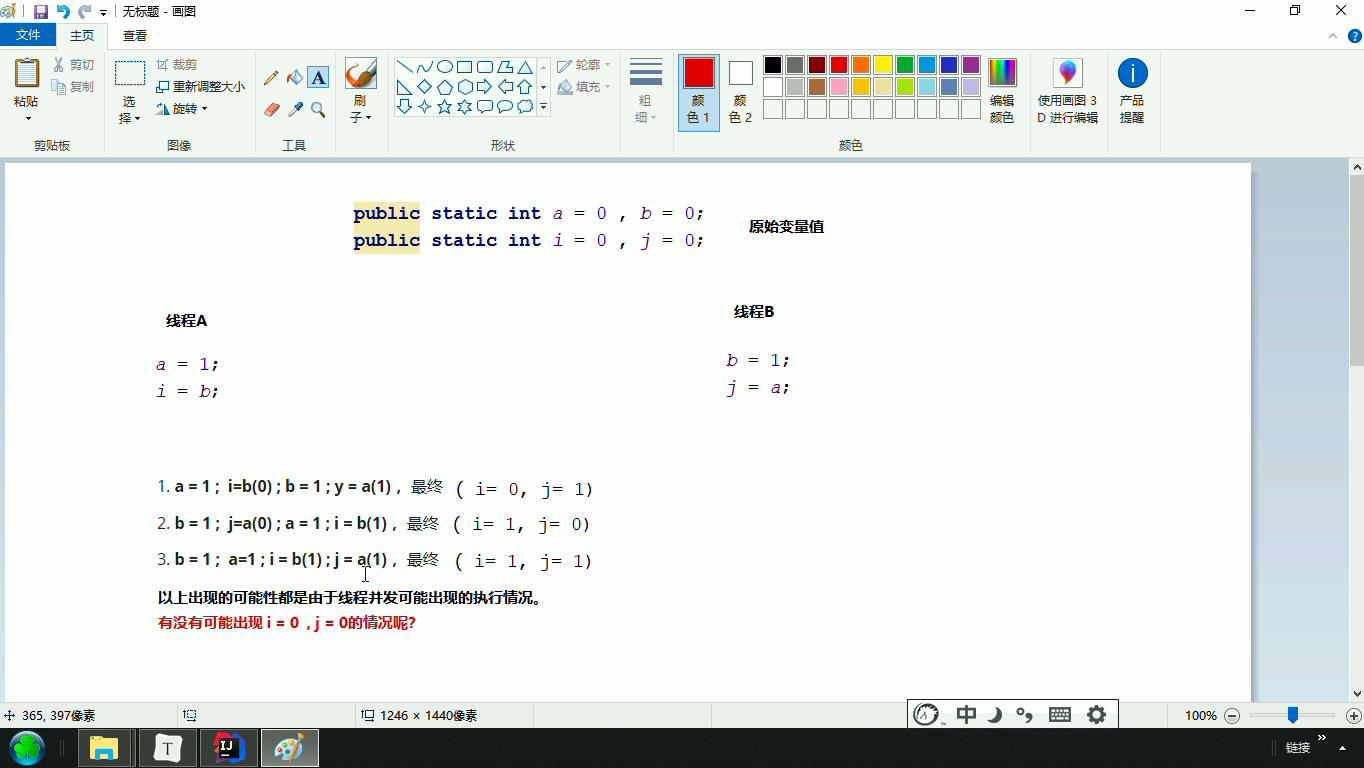 无标题 - 画图
文件 主页 查看
粘贴 剪切 复制 剪贴板
选择 裁剪 重新调整大小 旋转 图像
A
工具
刷子
轮廓 填充 形状
粗细
颜色 1 颜色 2 编辑颜色 颜色
使用画图 3D 进行编辑
产品提醒
public static int a = 0 , b = 0;
public static int i = 0 , j = 0;
原始变量值
线程A
a = 1;
i = b;
线程B
b = 1;
j = a;
1. a = 1 ; i=b(0) ; b = 1 ; y = a(1) , 最终 ( i= 0, j= 1)
2. b = 1 ; j=a(0) ; a = 1 ; i = b(1) , 最终 ( i= 1, j= 0)
3. b = 1 ; a=1 ; i = b(1) ; j = a(1) , 最终 ( i= 1, j= 1)
以上出现的可能性都是由于线程并发可能出现的执行情况。
有没有可能出现 i = 0 , j = 0的情况呢?
365, 397像素
1246 × 1440像素
中
100%
T
IJ
链接